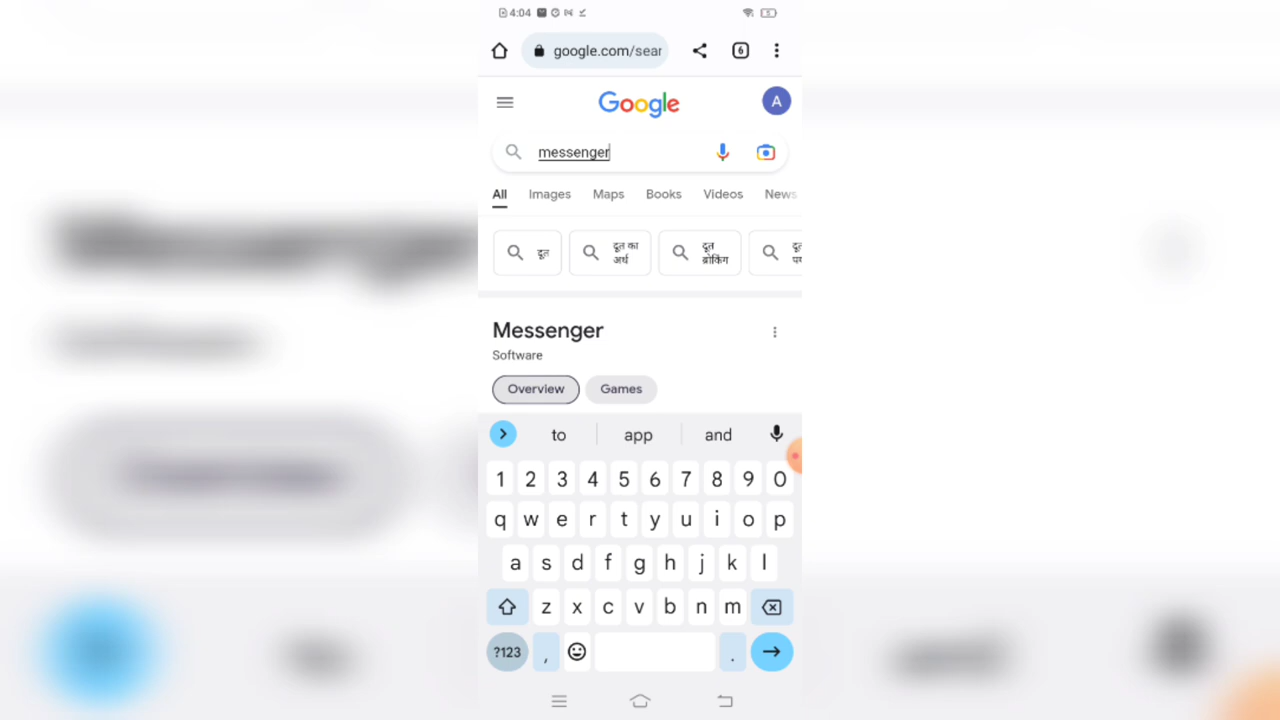 4:04
google.com/sear
6
Google
A
messenger
All Images Maps Books Videos News
दूत
दूत का
अर्थ
दूत
ब्रोकिंग
Messenger
Software
Overview Games
to app and
1 2 3 4 5 6 7 8 9 0
q w e r t y u i o p
a s d f g h j k l
z x c v b n m
?123 , .